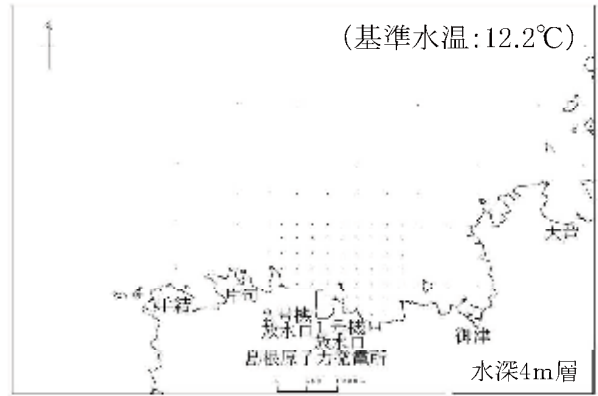 (基準水温:12.2℃)
大芦
片句
手結
2号機
放水口
1号機
放水口
御津
島根原子力発電所
水深4m層